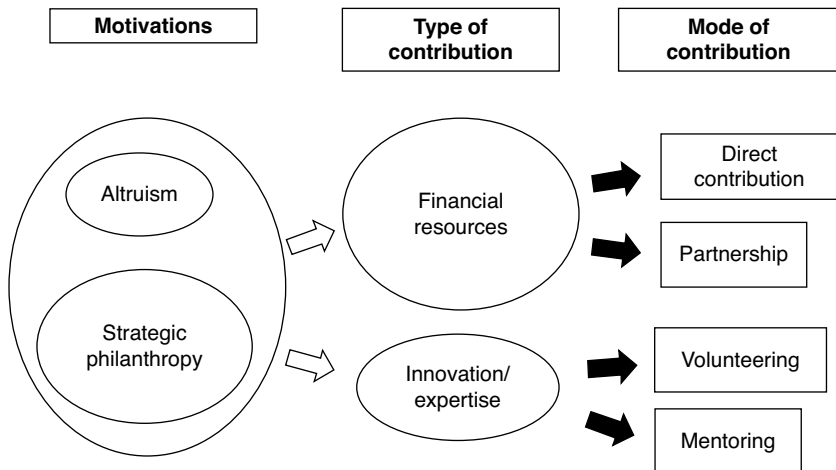 Motivations
Type of
contribution
Mode of
contribution
Altruism
Strategic
philanthropy
Financial
resources
Innovation/
expertise
Direct
contribution
Partnership
Volunteering
Mentoring